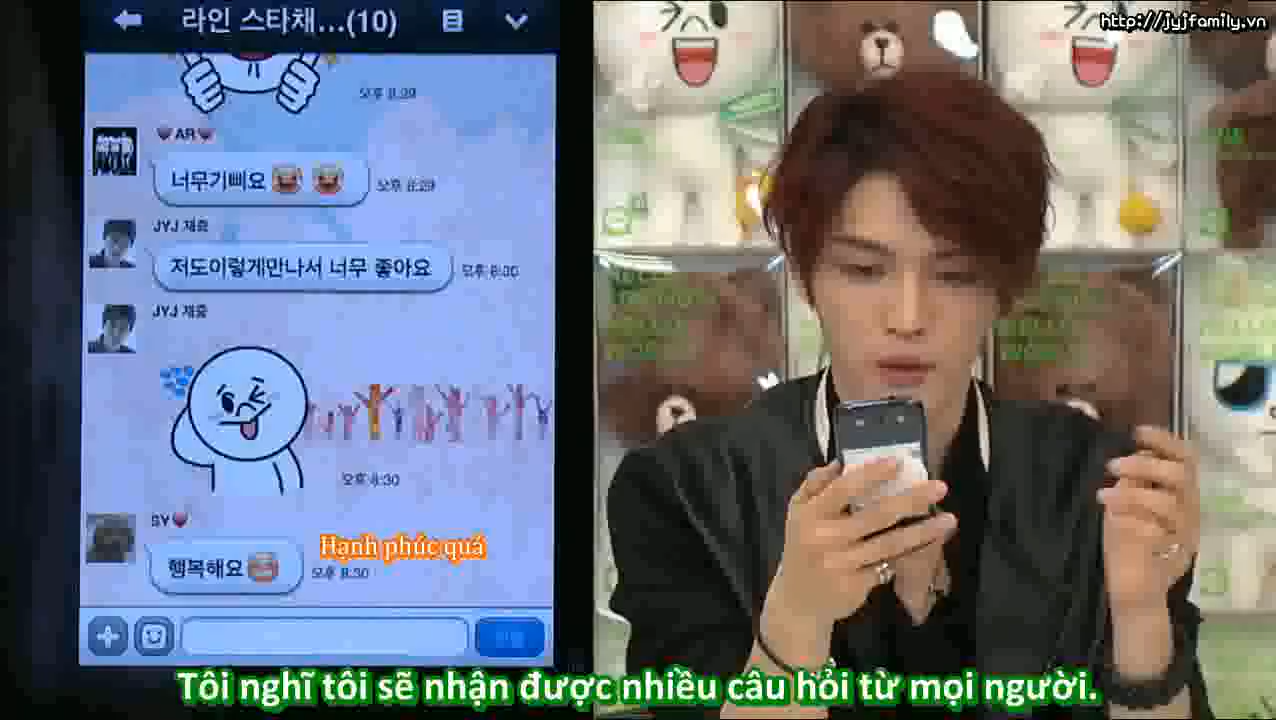 라인 스타채...(10)
http://jyjfamily.vn
오후 8:29
AR
너무기삐요
오후 8:29
JYJ 재중
저도이렇게만나서 너무 좋아요
오후 8:30
JYJ 재중
오후 8:30
SY
Hạnh phúc quá
행복해요
오후 8:30
Tôi nghĩ tôi sẽ nhận được nhiều câu hỏi từ mọi người.